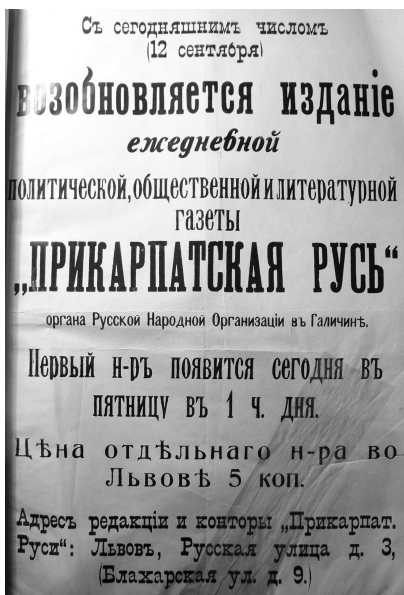 Съ сегодняшнимъ числомъ
(12 сентября)
возобновляется изданіе
ежедневной
политической, общественной и литературной
газеты
„ПРИКАРПАТСКАЯ РУСЬ“
органа Русской Народной Организаціи въ Галичинѣ.
Первый н-ръ появится сегодня въ
пятницу въ 1 ч. дня.
Цѣна отдѣльнаго н-ра во
Львовѣ 5 коп.
Адресъ редакціи и конторы „Прикарпат.
Руси“: Львовъ, Русская улица д. 3,
(Блахарская ул. д. 9.)